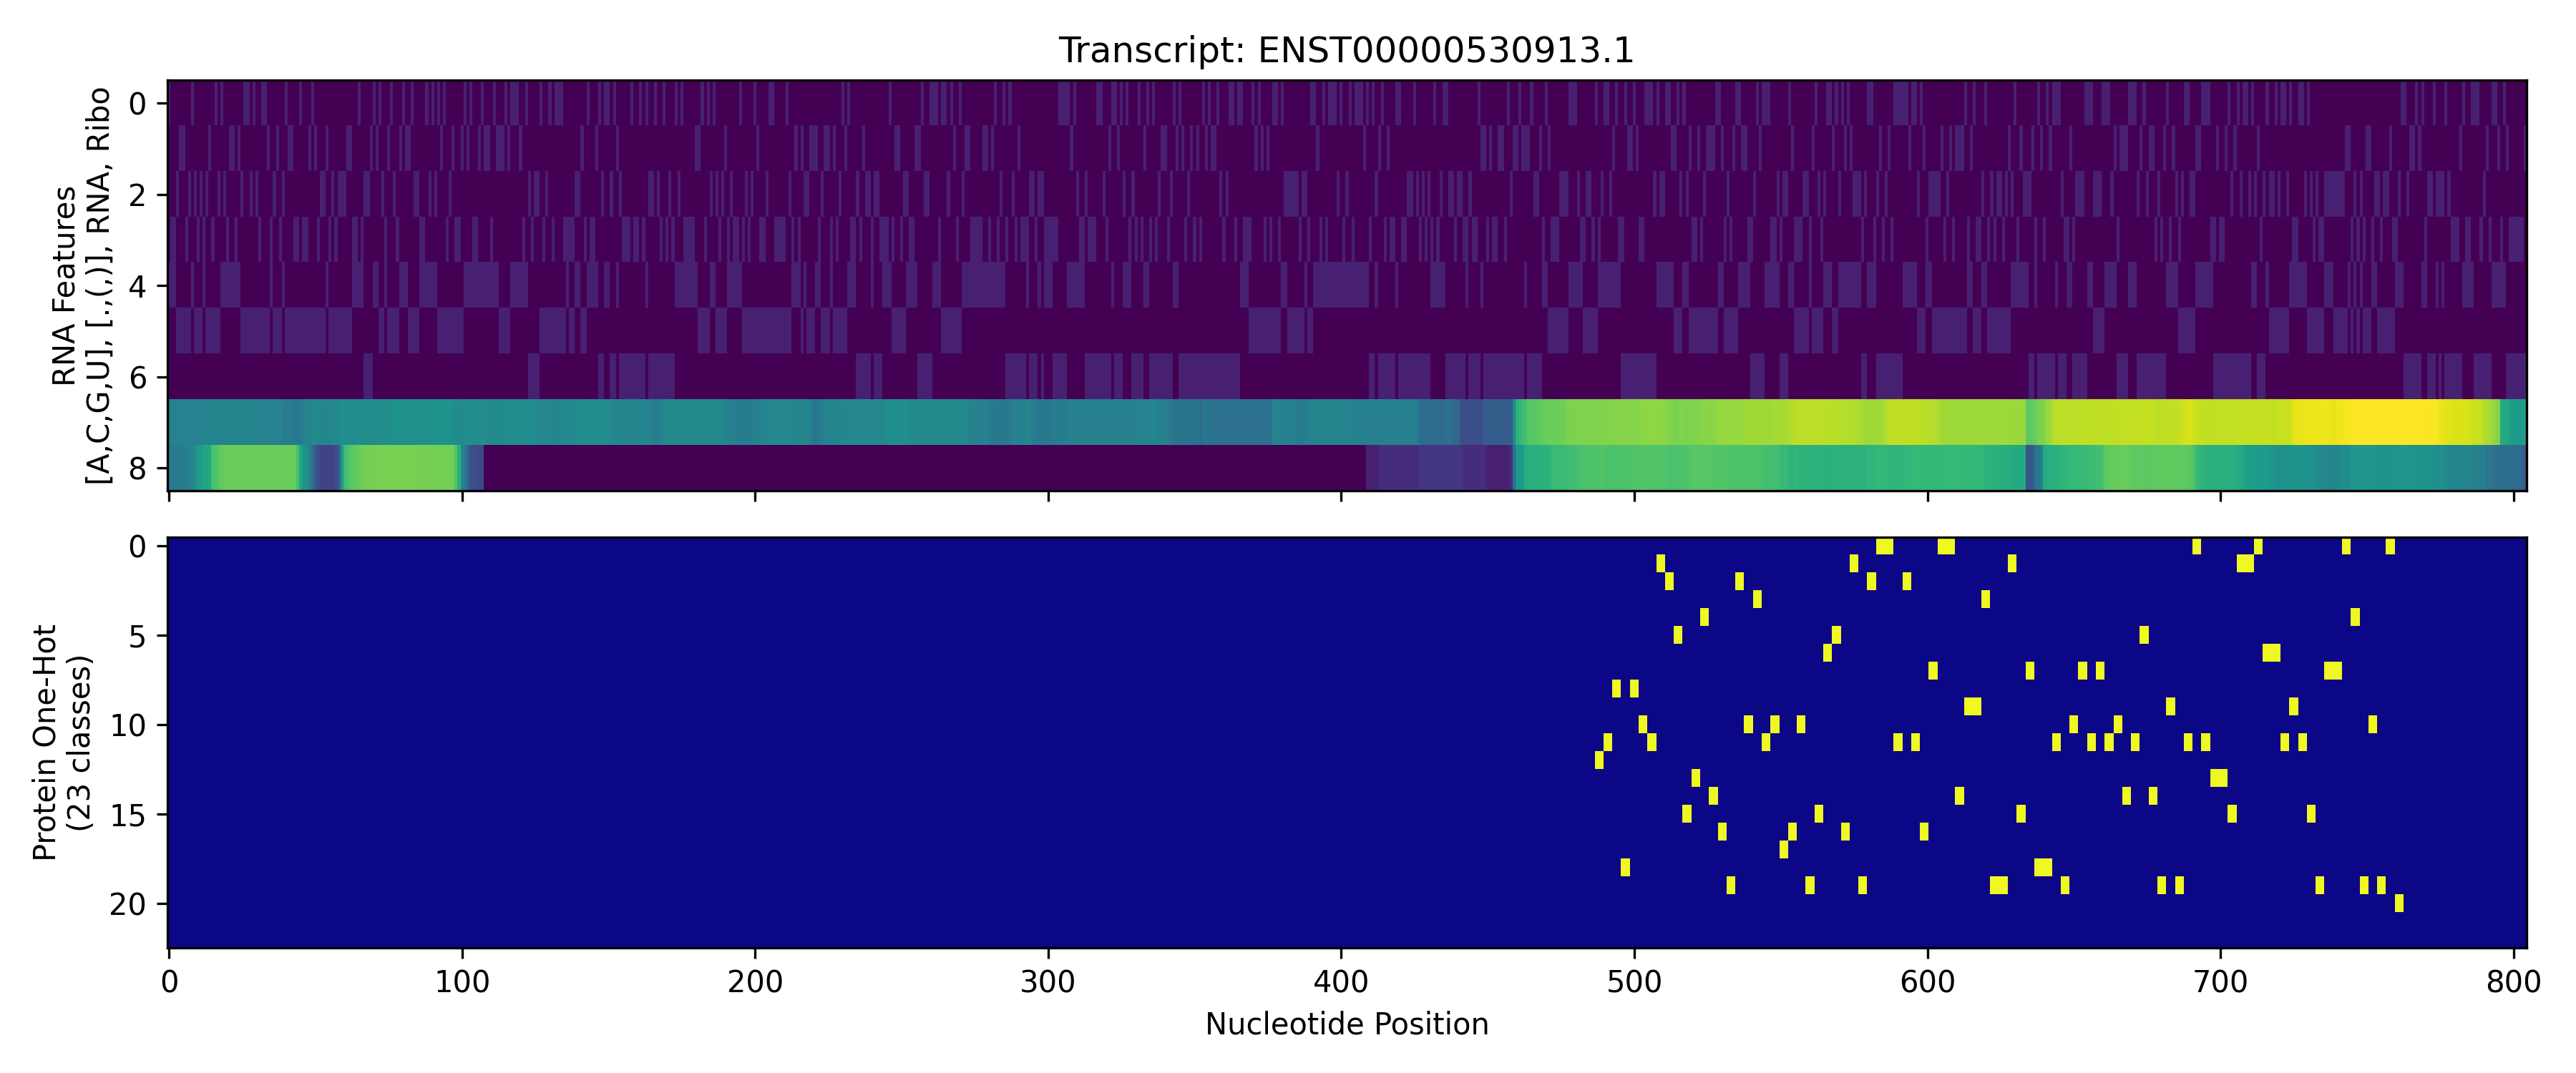 Transcript: ENST00000530913.1
RNA Features
[A,C,G,U], [.,(,)], RNA, Ribo
0
2
4
6
8
Protein One-Hot
(23 classes)
0
5
10
15
20
0 100 200 300 400 500 600 700 800
Nucleotide Position